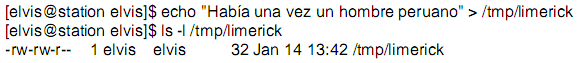 [elvis@station elvis]$ echo "Había una vez un hombre peruano" > /tmp/limerick
[elvis@station elvis]$ ls -l /tmp/limerick
-rw-rw-r-- 1 elvis elvis 32 Jan 14 13:42 /tmp/limerick